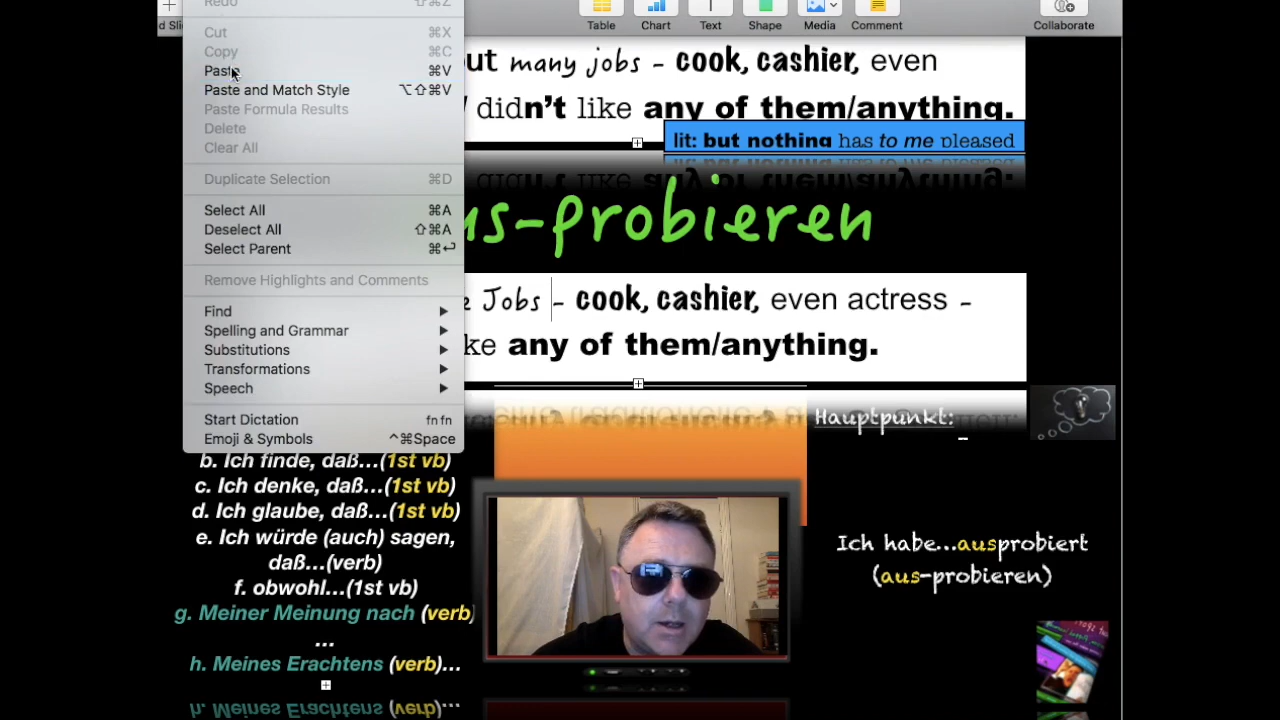 Redo ⇧⌘Z
Cut ⌘X
Copy ⌘C
Paste ⌘V
Paste and Match Style ⌥⇧⌘V
Paste Formula Results
Delete
Clear All
Duplicate Selection ⌘D
Select All ⌘A
Deselect All ⇧⌘A
Select Parent ⌘↩
Remove Highlights and Comments
Find
Spelling and Grammar
Substitutions
Transformations
Speech
Start Dictation fn fn
Emoji & Symbols ^⌘Space
Table
Chart
Text
Shape
Media
Comment
Collaborate
many jobs – cook, cashier, even
didn't like any of them/anything.
lit: but nothing has to me pleased
s-probieren
Jobs – cook, cashier, even actress –
any of them/anything.
b. Ich finde, daß...(1st vb)
c. Ich denke, daß...(1st vb)
d. Ich glaube, daß...(1st vb)
e. Ich würde (auch) sagen,
daß...(verb)
f. obwohl...(1st vb)
g. Meiner Meinung nach (verb)
...
h. Meines Erachtens (verb)...
Hauptpunkt:
Ich habe...ausprobiert
(aus-probieren)